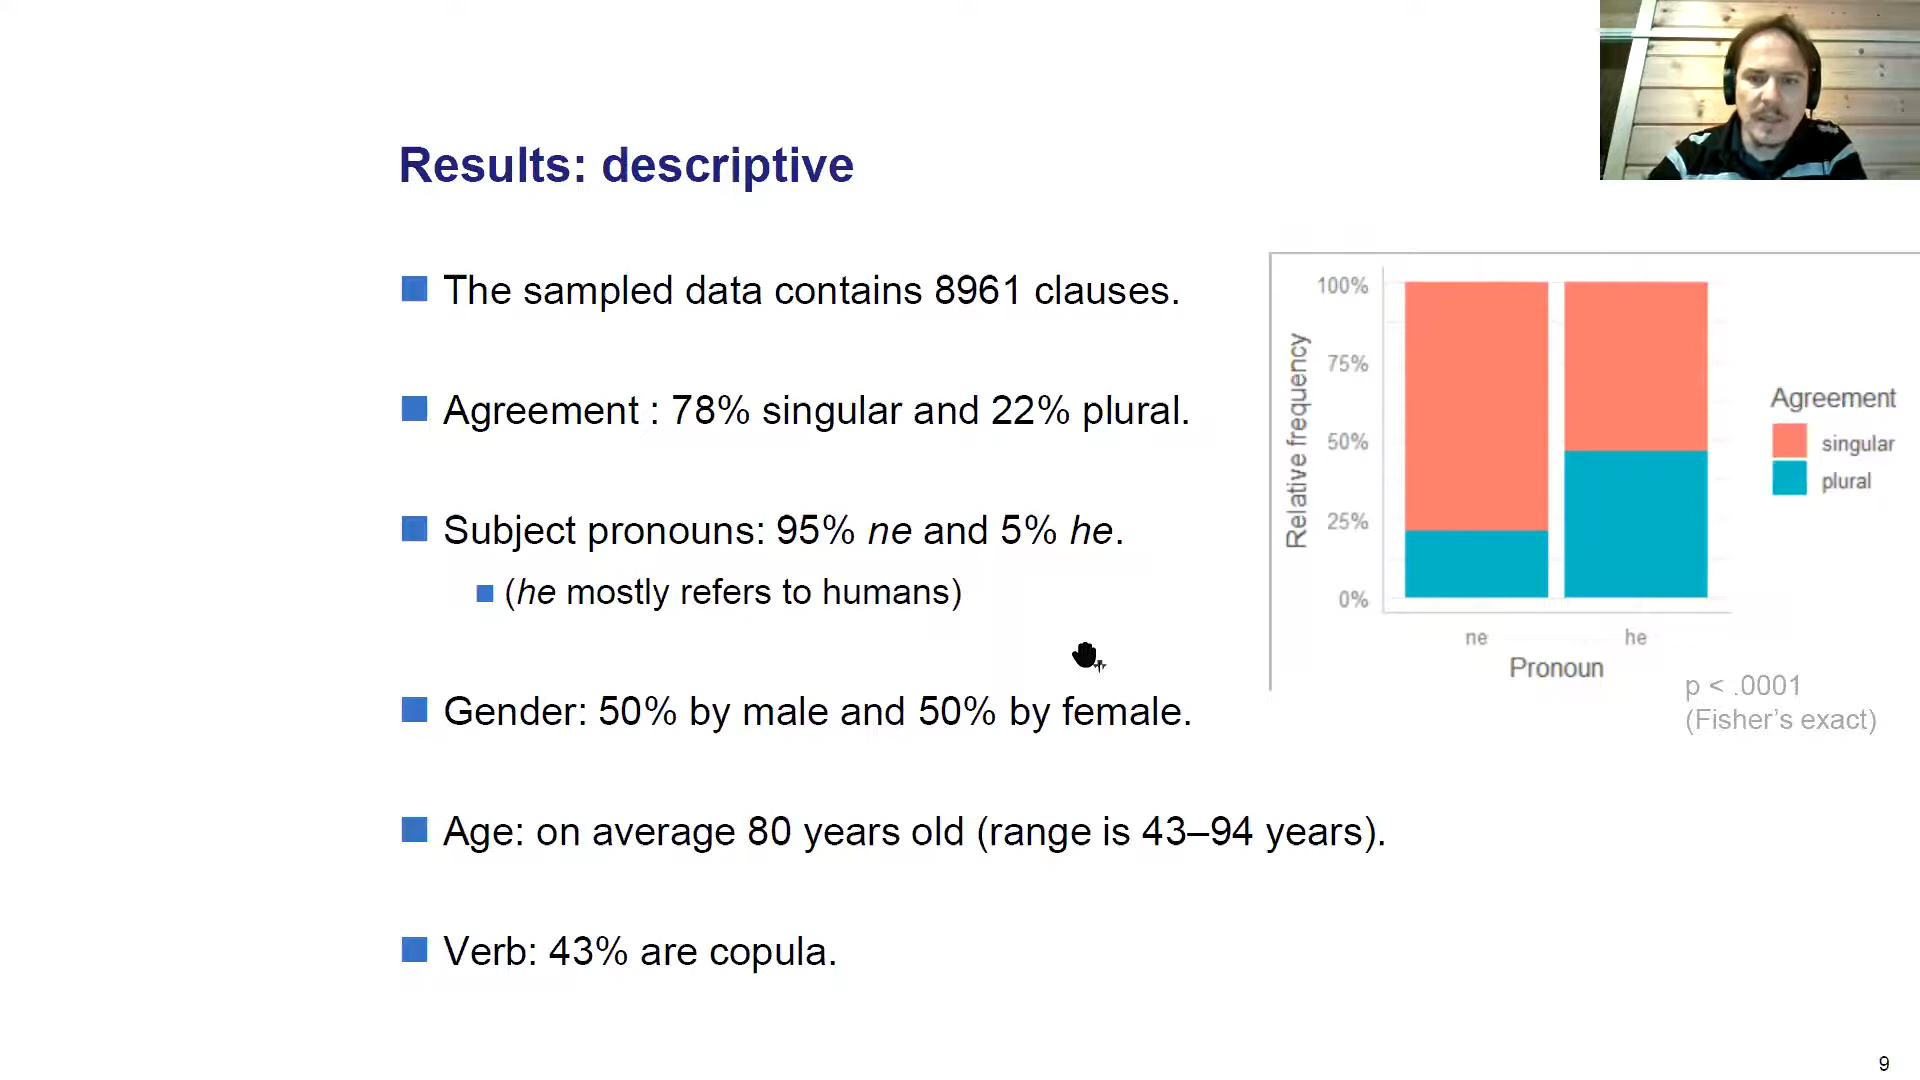 Results: descriptive
The sampled data contains 8961 clauses.
Agreement : 78% singular and 22% plural.
Subject pronouns: 95% ne and 5% he.
(he mostly refers to humans)
Gender: 50% by male and 50% by female.
Age: on average 80 years old (range is 43–94 years).
Verb: 43% are copula.
Relative frequency
100%
75%
50%
25%
0%
ne he
Pronoun
Agreement
singular
plural
p < .0001
(Fisher's exact)
9